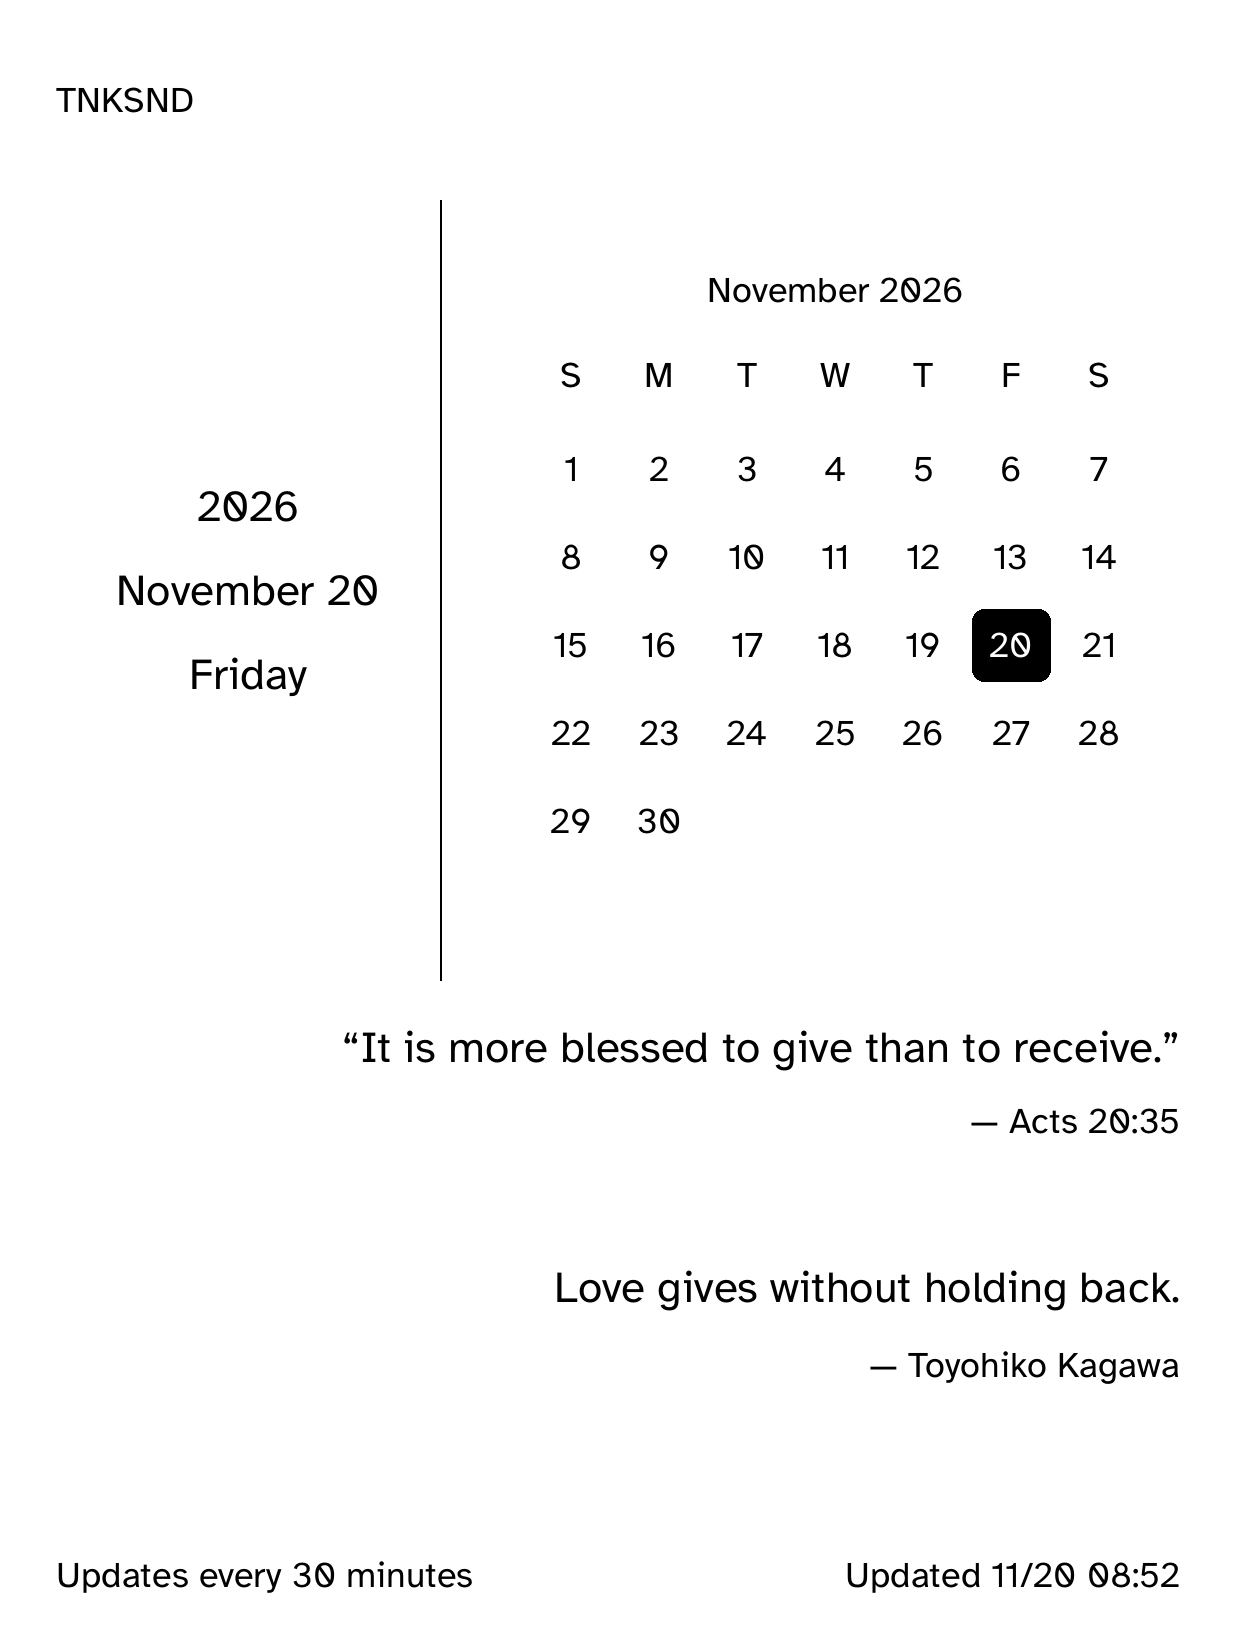 TNKSND
2026
November 20
Friday
November 2026
S M T W T F S
1 2 3 4 5 6 7
8 9 10 11 12 13 14
15 16 17 18 19 20 21
22 23 24 25 26 27 28
29 30
“It is more blessed to give than to receive.”
— Acts 20:35
Love gives without holding back.
— Toyohiko Kagawa
Updates every 30 minutes
Updated 11/20 08:52